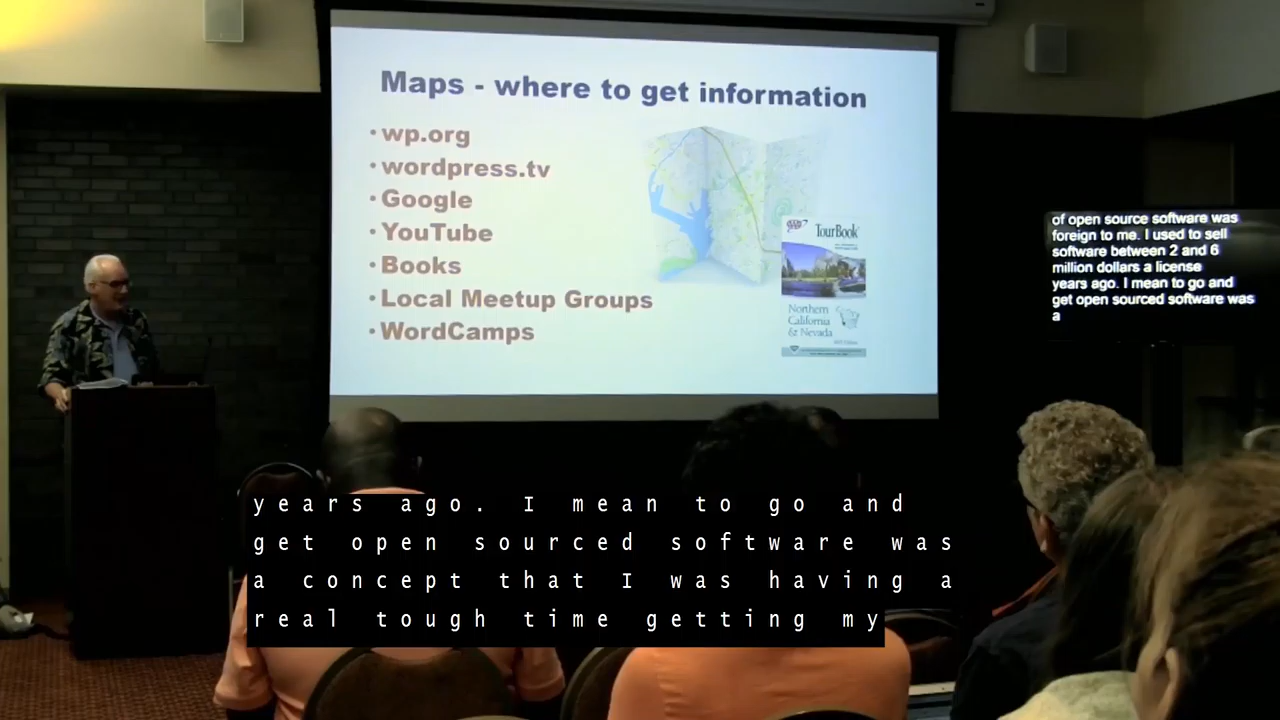 Maps - where to get information
• wp.org
• wordpress.tv
• Google
• YouTube
• Books
• Local Meetup Groups
• WordCamps
TourBook
Northern
California
& Nevada
of open source software was
foreign to me. I used to sell
software between 2 and 6
million dollars a license
years ago. I mean to go and
get open sourced software was
a
years ago. I mean to go and
get open sourced software was
a concept that I was having a
real tough time getting my